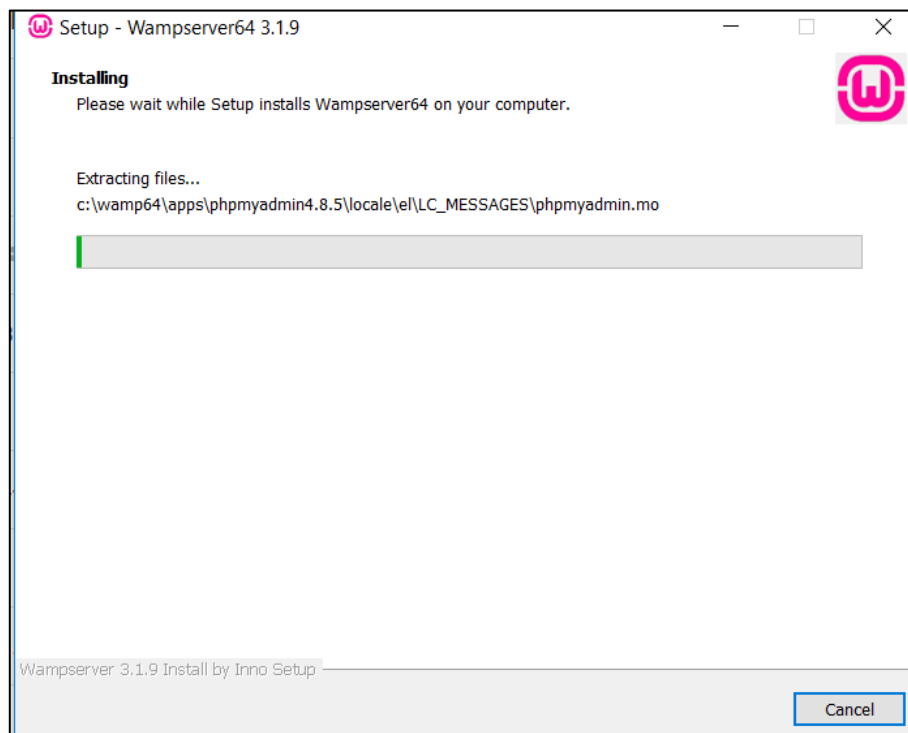 Setup - Wampserver64 3.1.9
Installing
Please wait while Setup installs Wampserver64 on your computer.
Extracting files...
c:\wamp64\apps\phpmyadmin4.8.5\locale\el\LC_MESSAGES\phpmyadmin.mo
Wampserver 3.1.9 Install by Inno Setup
Cancel